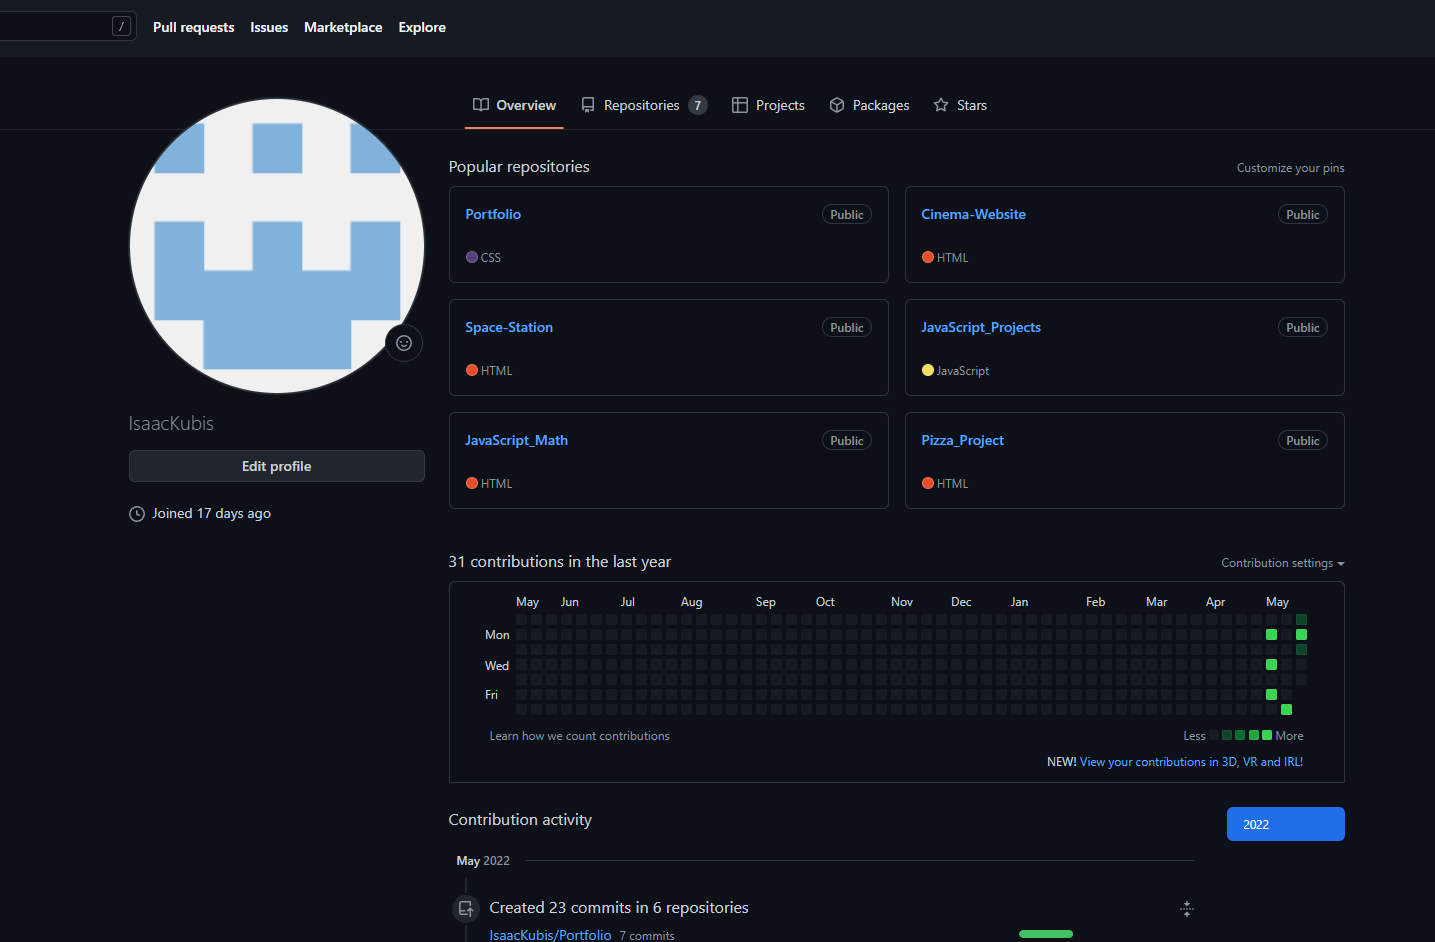 / Pull requests Issues Marketplace Explore
Overview Repositories 7 Projects Packages Stars
IsaacKubis
Edit profile
Joined 17 days ago
Popular repositories Customize your pins
Portfolio Public
CSS
Cinema-Website Public
HTML
Space-Station Public
HTML
JavaScript_Projects Public
JavaScript
JavaScript_Math Public
HTML
Pizza_Project Public
HTML
31 contributions in the last year Contribution settings
May Jun Jul Aug Sep Oct Nov Dec Jan Feb Mar Apr May
Mon
Wed
Fri
Learn how we count contributions Less More
NEW! View your contributions in 3D, VR and IRL!
Contribution activity 2022
May 2022
Created 23 commits in 6 repositories
IsaacKubis/Portfolio 7 commits